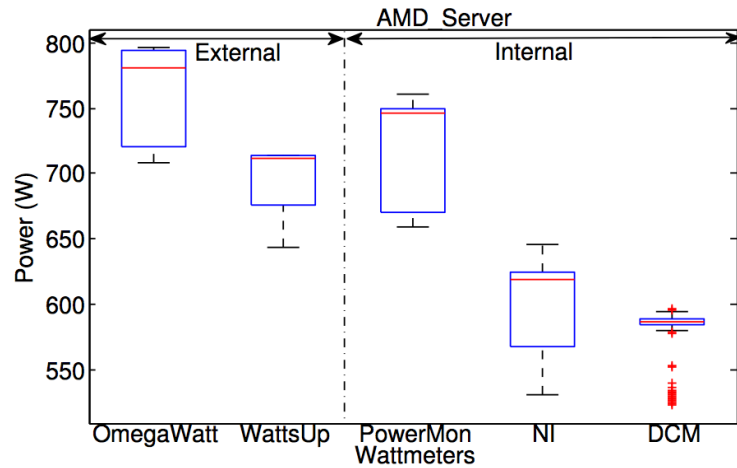 AMD_Server
External
Internal
Power (W)
800
750
700
650
600
550
OmegaWatt WattsUp PowerMon NI DCM
Wattmeters